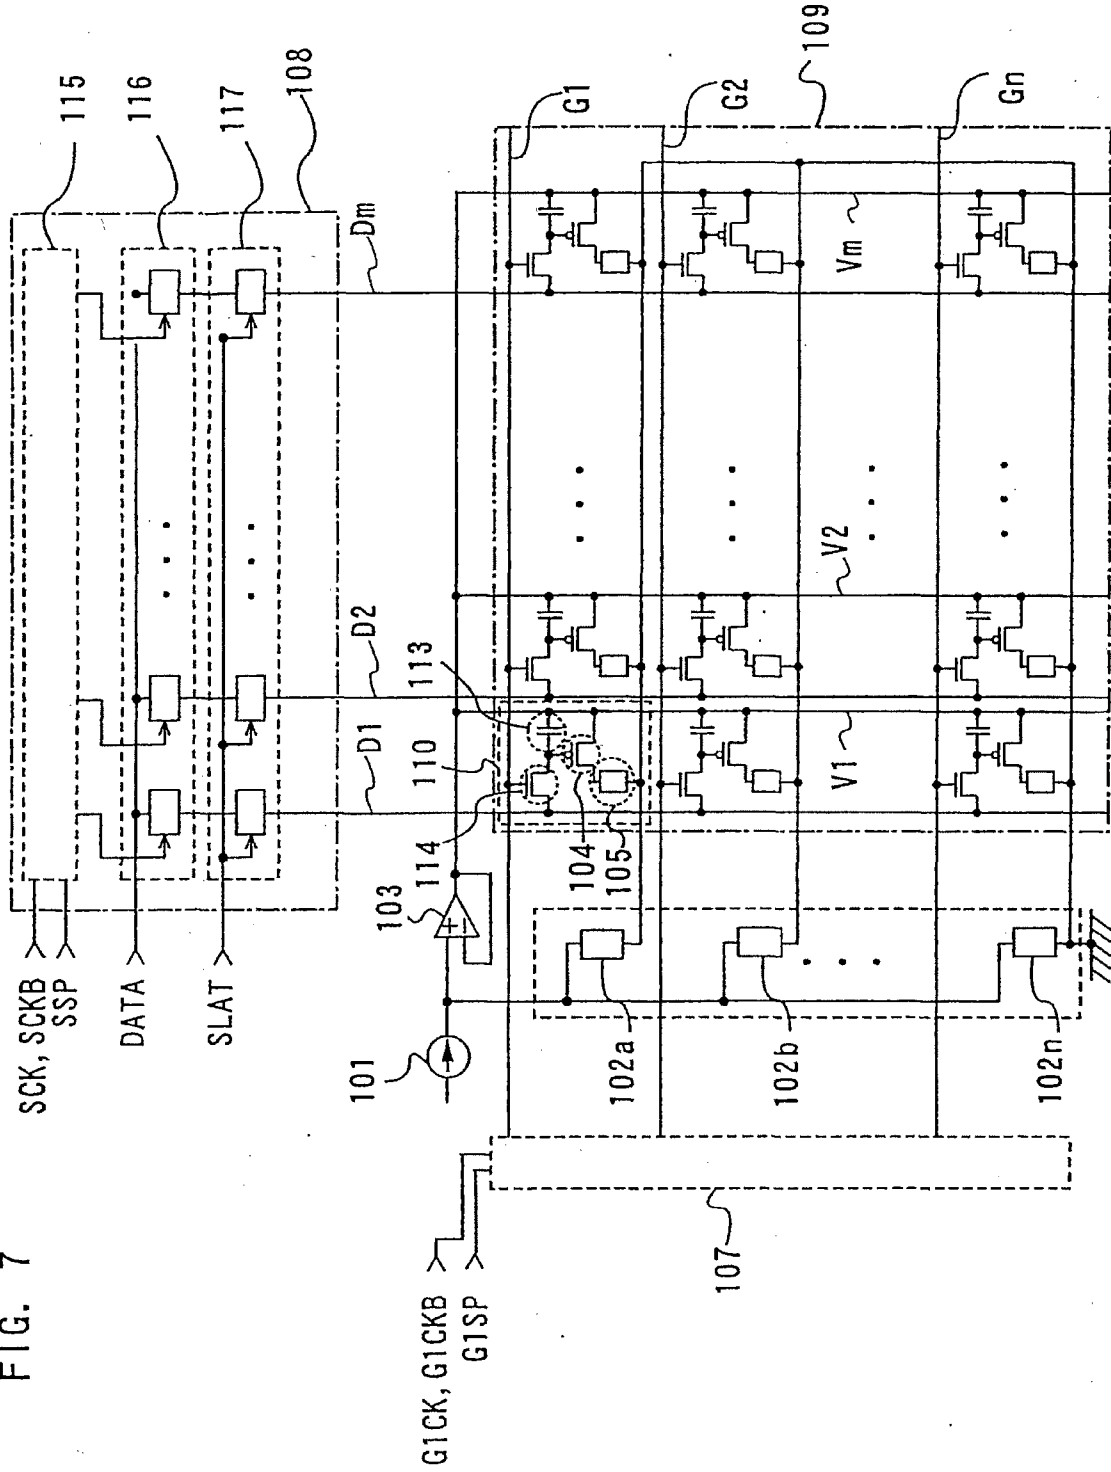 FIG. 7
SCK, SCKB
SSP
DATA
SLAT
115
116
117
108
Dm
D2
D1
G1
G2
109
Gn
Vm
V2
V1
113
110
114
104
105
103
101
102a
102b
102n
107
G1CK, G1CKB
G1SP